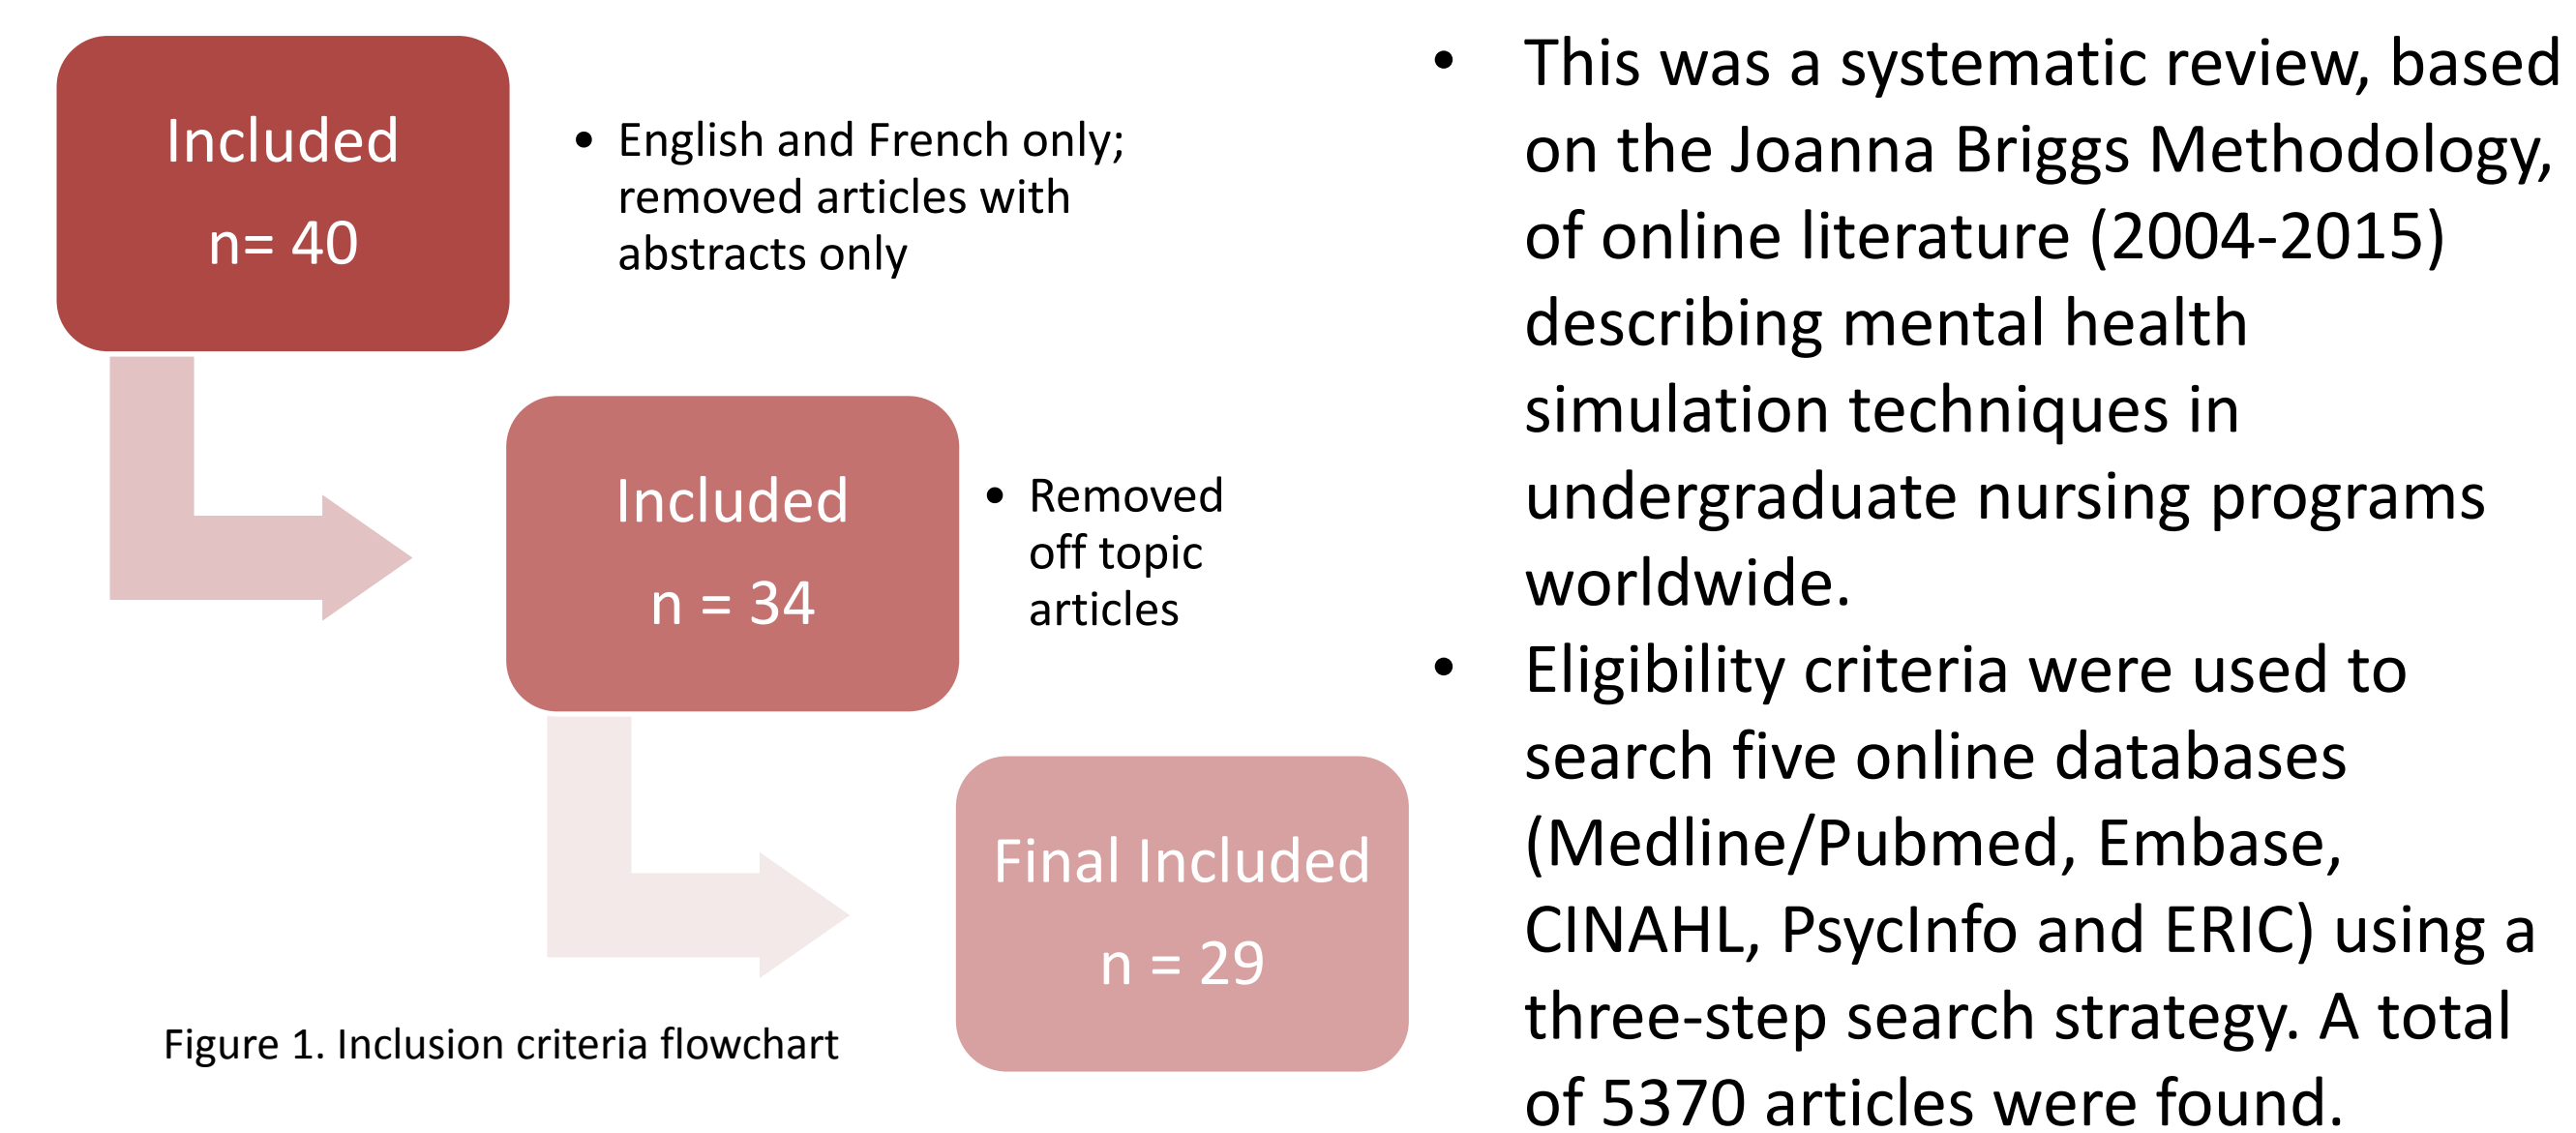 Included
n= 40
• English and French only;
removed articles with
abstracts only
Included
n = 34
• Removed
off topic
articles
Final Included
n = 29
Figure 1. Inclusion criteria flowchart
• This was a systematic review, based
on the Joanna Briggs Methodology,
of online literature (2004-2015)
describing mental health
simulation techniques in
undergraduate nursing programs
worldwide.
• Eligibility criteria were used to
search five online databases
(Medline/Pubmed, Embase,
CINAHL, PsycInfo and ERIC) using a
three-step search strategy. A total
of 5370 articles were found.